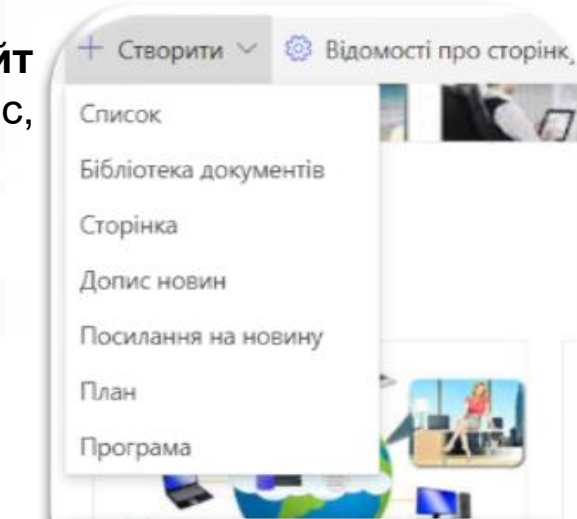 йт
с,
+ Створити Відомості про сторінк
Список
Бібліотека документів
Сторінка
Допис новин
Посилання на новину
План
Програма